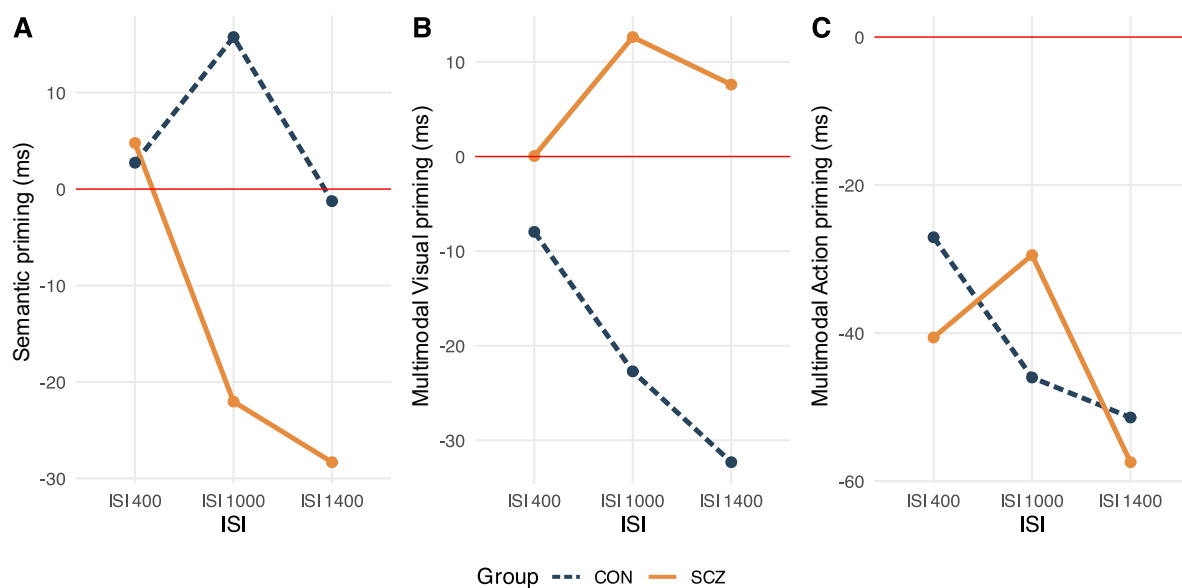 A
Semantic priming (ms)
10
0
-10
-20
-30
ISI 400
ISI 1000
ISI 1400
ISI
B
Multimodal Visual priming (ms)
10
0
-10
-20
-30
ISI 400
ISI 1000
ISI 1400
ISI
C
Multimodal Action priming (ms)
0
-20
-40
-60
ISI 400
ISI 1000
ISI 1400
ISI
Group CON SCZ